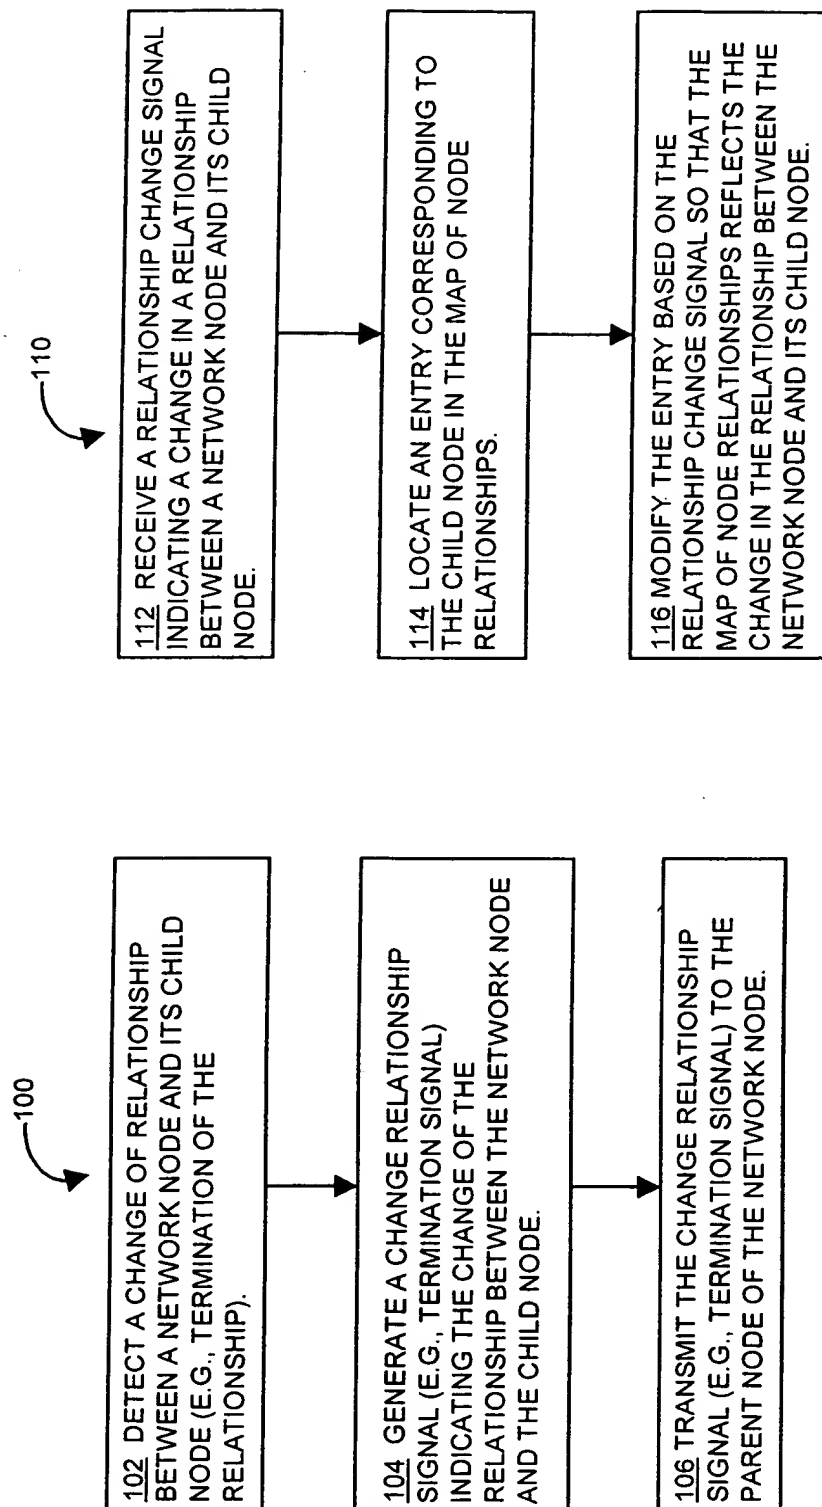 100
102 DETECT A CHANGE OF RELATIONSHIP
BETWEEN A NETWORK NODE AND ITS CHILD
NODE (E.G., TERMINATION OF THE
RELATIONSHIP).
104 GENERATE A CHANGE RELATIONSHIP
SIGNAL (E.G., TERMINATION SIGNAL)
INDICATING THE CHANGE OF THE
RELATIONSHIP BETWEEN THE NETWORK NODE
AND THE CHILD NODE.
106 TRANSMIT THE CHANGE RELATIONSHIP
SIGNAL (E.G., TERMINATION SIGNAL) TO THE
PARENT NODE OF THE NETWORK NODE.
110
112 RECEIVE A RELATIONSHIP CHANGE SIGNAL
INDICATING A CHANGE IN A RELATIONSHIP
BETWEEN A NETWORK NODE AND ITS CHILD
NODE.
114 LOCATE AN ENTRY CORRESPONDING TO
THE CHILD NODE IN THE MAP OF NODE
RELATIONSHIPS.
116 MODIFY THE ENTRY BASED ON THE
RELATIONSHIP CHANGE SIGNAL SO THAT THE
MAP OF NODE RELATIONSHIPS REFLECTS THE
CHANGE IN THE RELATIONSHIP BETWEEN THE
NETWORK NODE AND ITS CHILD NODE.